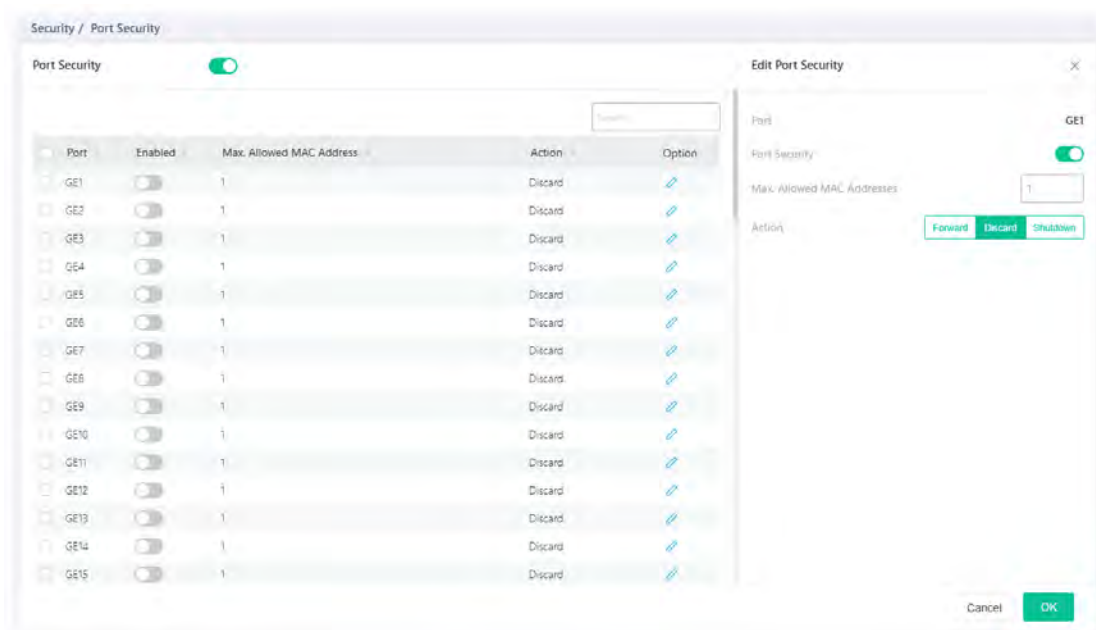 Security / Port Security
Port Security
Port Enabled Max. Allowed MAC Address Action Option
GE1 1 Discard
GE2 1 Discard
GE3 1 Discard
GE4 1 Discard
GE5 1 Discard
GE6 1 Discard
GE7 1 Discard
GE8 1 Discard
GE9 1 Discard
GE10 1 Discard
GE11 1 Discard
GE12 1 Discard
GE13 1 Discard
GE14 1 Discard
GE15 1 Discard
Edit Port Security
Port GE1
Port Security
Max. Allowed MAC Addresses 1
Action Forward Discard Shutdown
Cancel OK